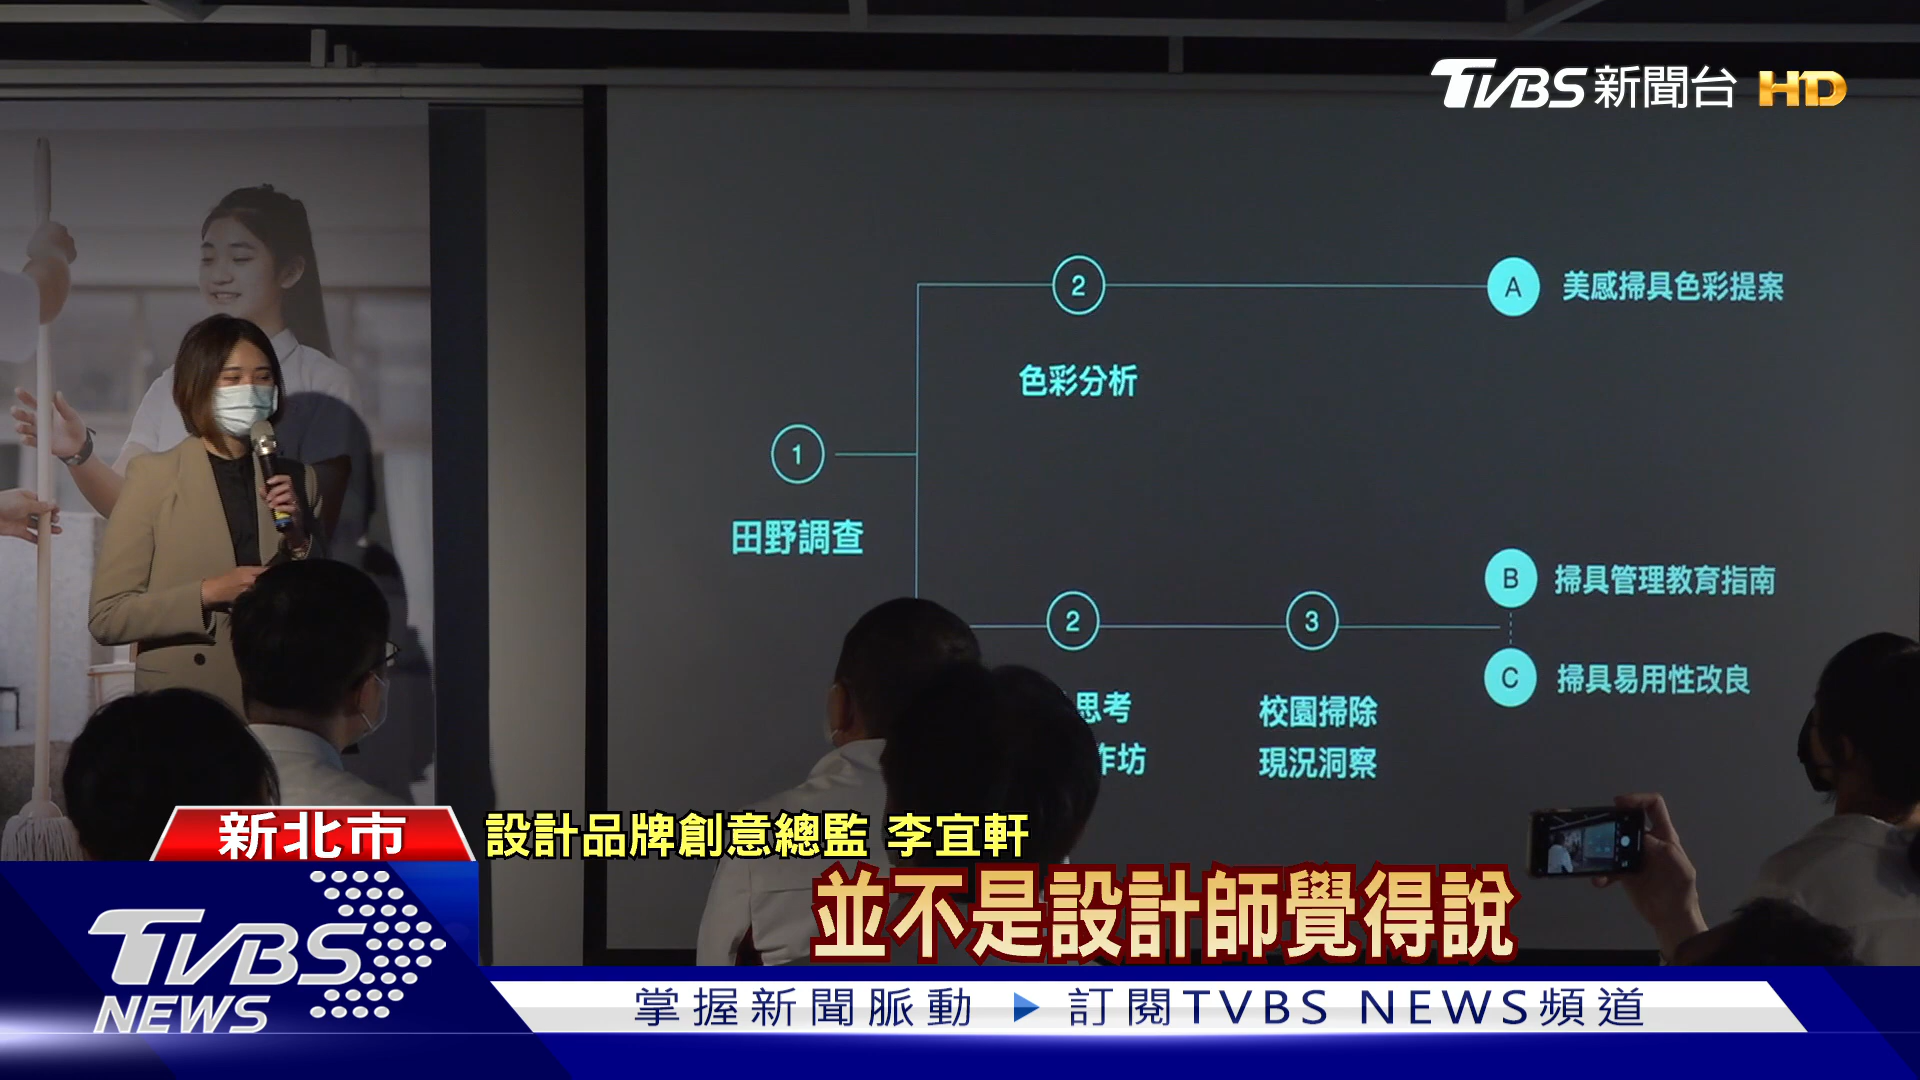 TVBS新聞台 HD
2
A 美感掃具色彩提案
色彩分析
1
田野調查
B 掃具管理教育指南
2
3
C 掃具易用性改良
思考
作坊
校園掃除
現況洞察
新北市
設計品牌創意總監 李宜軒
並不是設計師覺得說
TVBS
NEWS
掌握新聞脈動 ▶ 訂閱TVBS NEWS頻道